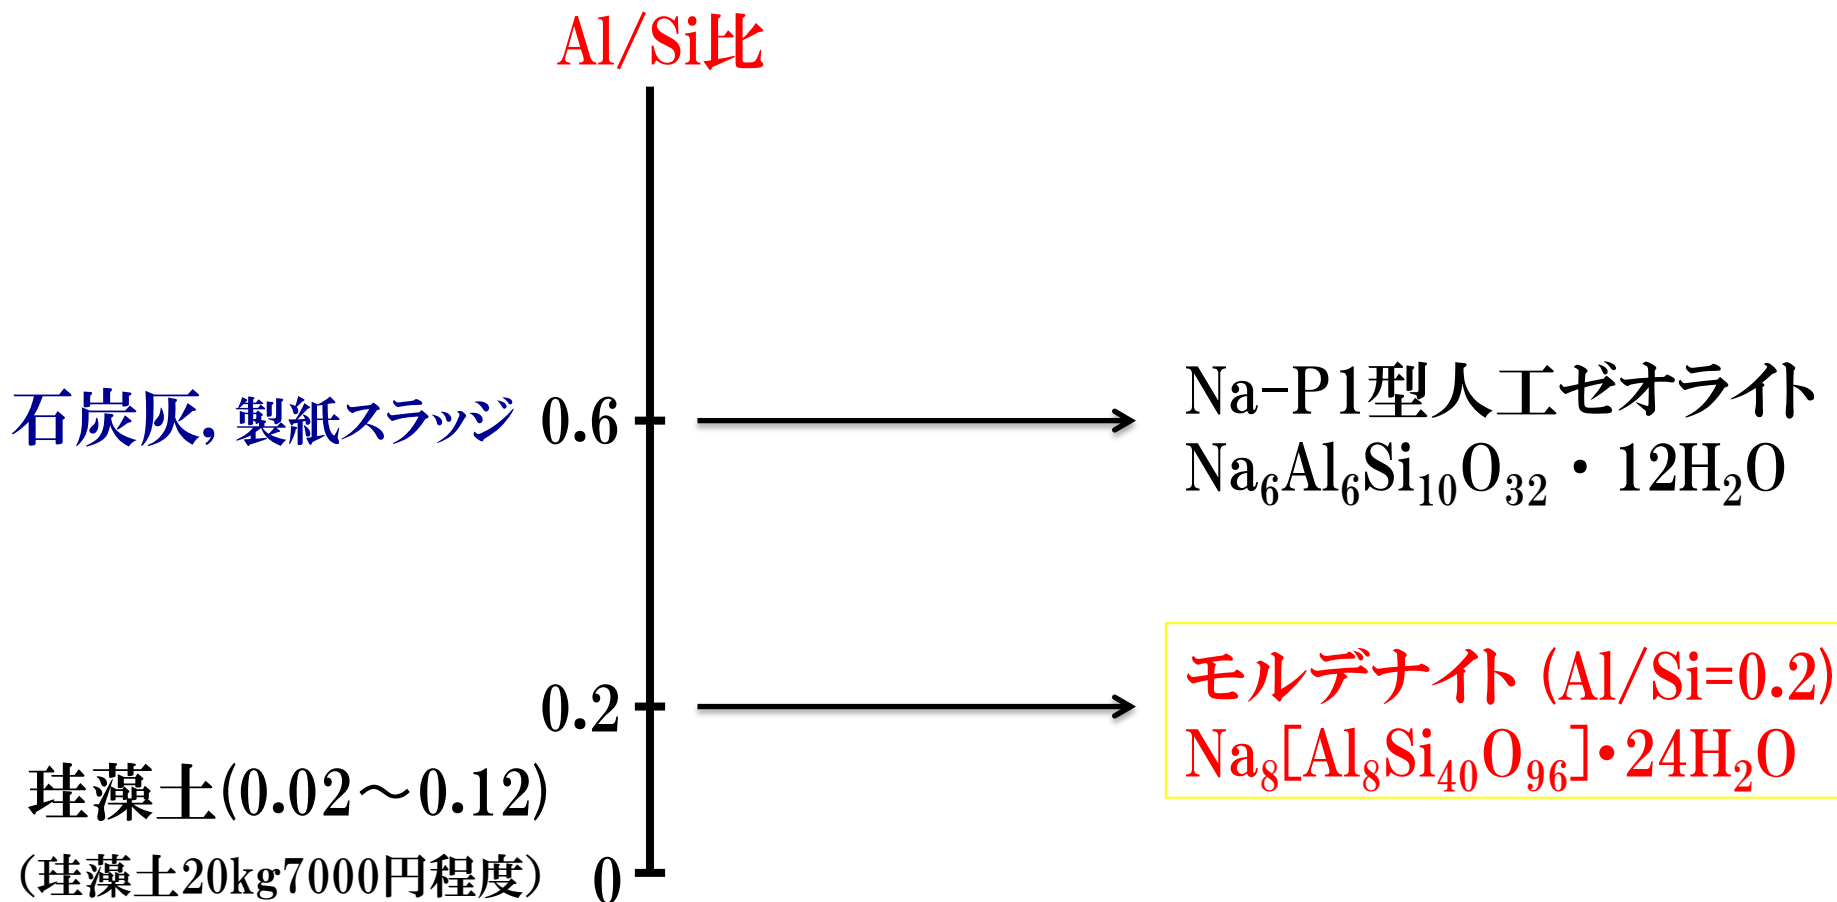 Al/Si比
石炭灰, 製紙スラッジ 0.6
Na-P1型人工ゼオライト
Na₆Al₆Si₁₀O₃₂・12H₂O
0.2
モルデナイト (Al/Si=0.2)
Na₈[Al₈Si₄₀O₉₆]・24H₂O
珪藻土(0.02～0.12)
(珪藻土20kg7000円程度) 0